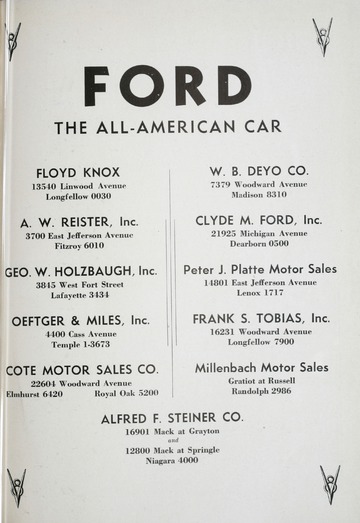 FORD
THE ALL-AMERICAN CAR
FLOYD KNOX
13540 Linwood Avenue
Longfellow 0030
A. W. REISTER, Inc.
3700 East Jefferson Avenue
Fitzroy 6010
GEO. W. HOLZBAUGH, Inc.
3845 West Fort Street
Lafayette 3434
OEFTGER & MILES, Inc.
4400 Cass Avenue
Temple 1-3673
COTE MOTOR SALES CO.
22604 Woodward Avenue
Elmhurst 6420 Royal Oak 5200
W. B. DEYO CO.
7379 Woodward Avenue
Madison 8310
CLYDE M. FORD, Inc.
21925 Michigan Avenue
Dearborn 0500
Peter J. Platte Motor Sales
14801 East Jefferson Avenue
Lenox 1717
FRANK S. TOBIAS, Inc.
16231 Woodward Avenue
Longfellow 7900
Millenbach Motor Sales
Gratiot at Russell
Randolph 2986
ALFRED F. STEINER CO.
16901 Mack at Grayton
and
12800 Mack at Springle
Niagara 4000